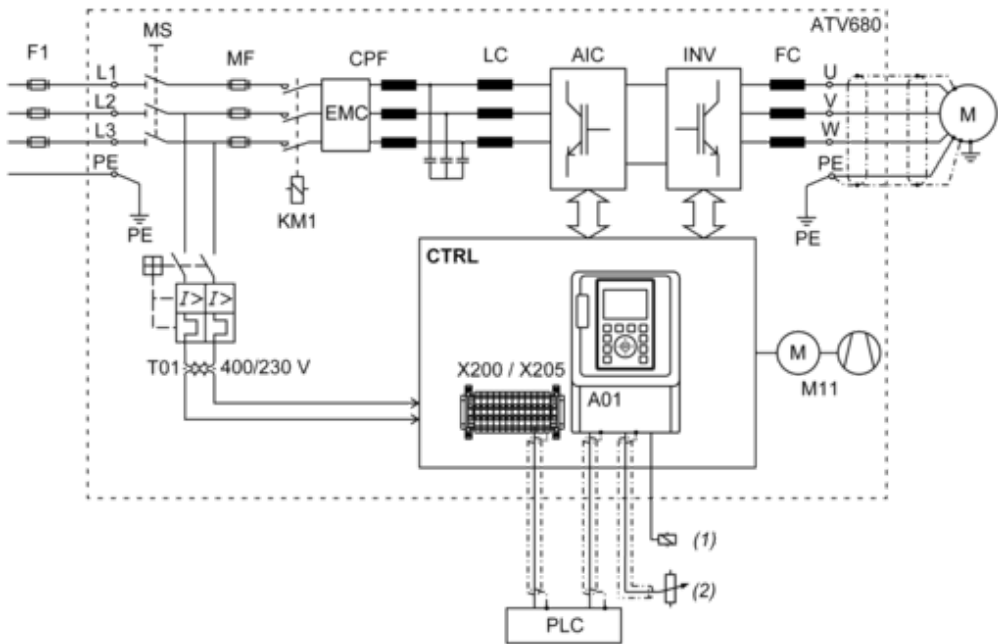 ATV680
F1
MS
MF
CPF
LC
AIC
INV
FC
L1
L2
L3
PE
EMC
U
V
W
PE
M
KM1
PE
PE
CTRL
I> I>
T01 400/230 V
X200 / X205
A01
M
M11
(1)
(2)
PLC